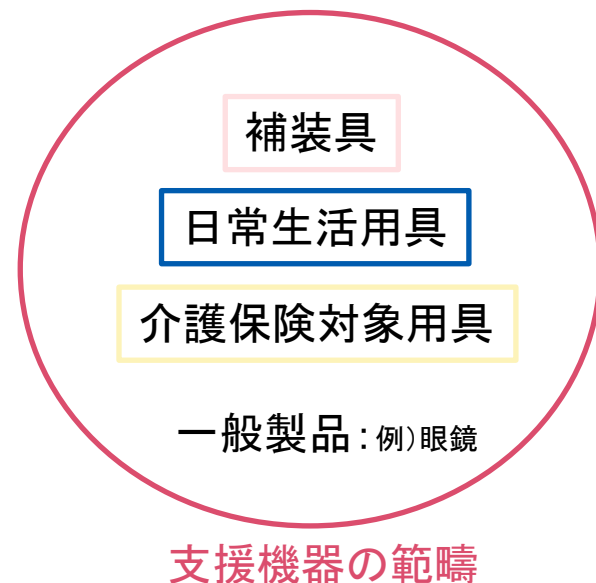 補装具
日常生活用具
介護保険対象用具
一般製品：例）眼鏡
支援機器の範疇